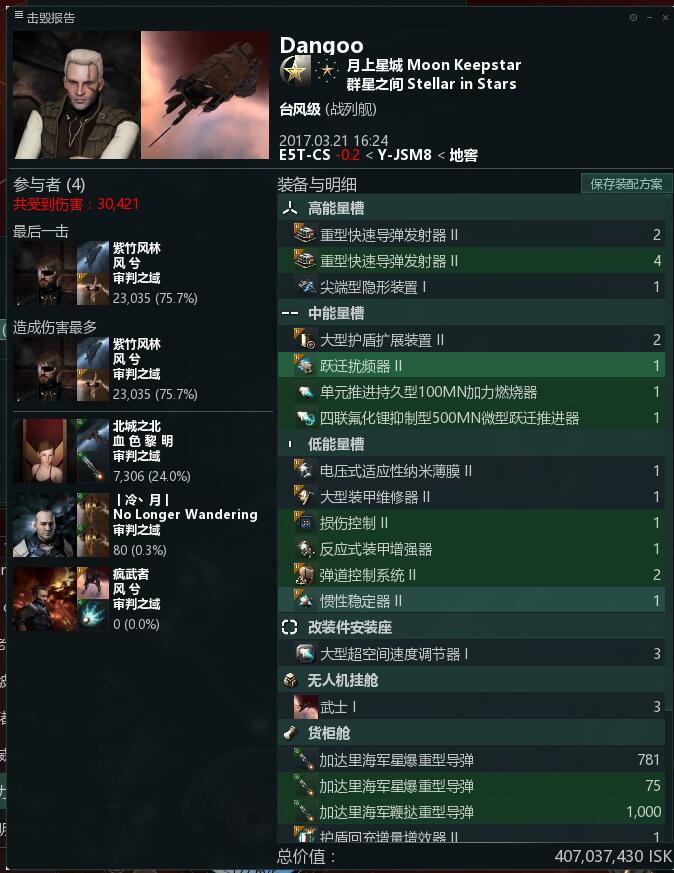 击毁报告
Dangoo
月上星城 Moon Keepstar
群星之间 Stellar in Stars
台风级 (战列舰)
2017.03.21 16:24
E5T-CS -0.2 < Y-JSM8 < 地窖
参与者 (4)
共受到伤害：30,421
最后一击
紫竹风林
风 兮
审判之域
23,035 (75.7%)
造成伤害最多
紫竹风林
风 兮
审判之域
23,035 (75.7%)
北城之北
血 色 黎 明
审判之域
7,306 (24.0%)
丨冷丶月丨
No Longer Wandering
审判之域
80 (0.3%)
疯武者
风 兮
审判之域
0 (0.0%)
装备与明细
保存装配方案
高能量槽
重型快速导弹发射器 II 2
重型快速导弹发射器 II 4
尖端型隐形装置 I 1
中能量槽
大型护盾扩展装置 II 2
跃迁扰频器 II 1
单元推进持久型100MN加力燃烧器 1
四联氟化锂抑制型500MN微型跃迁推进器 1
低能量槽
电压式适应性纳米薄膜 II 1
大型装甲维修器 II 1
损伤控制 II 1
反应式装甲增强器 1
弹道控制系统 II 2
惯性稳定器 II 1
改装件安装座
大型超空间速度调节器 I 3
无人机挂舱
武士 I 3
货柜舱
加达里海军星爆重型导弹 781
加达里海军星爆重型导弹 75
加达里海军鞭挞重型导弹 1,000
护盾回充增量增效器 II 1
总价值： 407,037,430 ISK